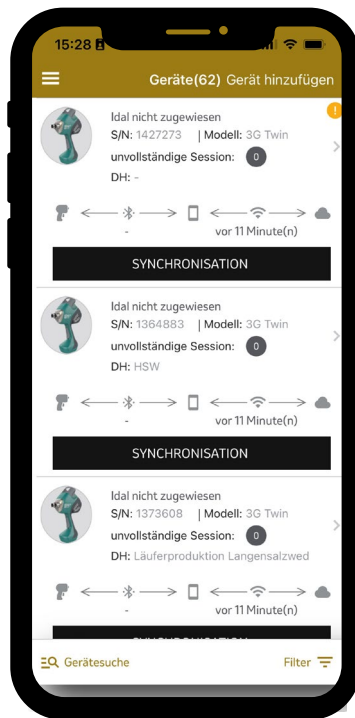 15:28
Geräte(62) Gerät hinzufügen
Idal nicht zugewiesen
S/N: 1427273 | Modell: 3G Twin
unvollständige Session: 0
DH: -
-
vor 11 Minute(n)
SYNCHRONISATION
Idal nicht zugewiesen
S/N: 1364883 | Modell: 3G Twin
unvollständige Session: 0
DH: HSW
-
vor 11 Minute(n)
SYNCHRONISATION
Idal nicht zugewiesen
S/N: 1373608 | Modell: 3G Twin
unvollständige Session: 0
DH: Läuferproduktion Langensalzwed
-
vor 11 Minute(n)
SYNCHRONISATION
Gerätesuche
Filter